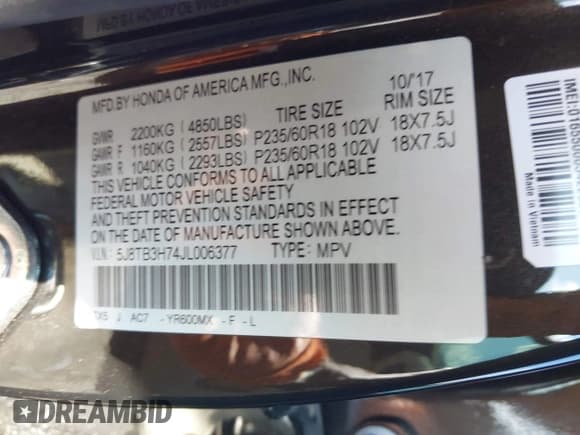 MFD.BY HONDA OF AMERICA MFG.,INC. 10/'17
TIRE SIZE RIM SIZE
GVWR 2200KG (4850LBS)
GAWR F 1160KG (2557LBS) P235/60R18 102V 18X7.5J
GAWR R 1040KG (2293LBS) P235/60R18 102V 18X7.5J
THIS VEHICLE CONFORMS TO ALL APPLICABLE
FEDERAL MOTOR VEHICLE SAFETY
AND THEFT PREVENTION STANDARDS IN EFFECT
ON THE DATE OF MANUFACTURE SHOWN ABOVE.
V.I.N.: 5J8TB3H74JL006377 TYPE: MPV
TX5 J AC7 -YR600MX -F -L
Made in Vietnam
DREAMBID